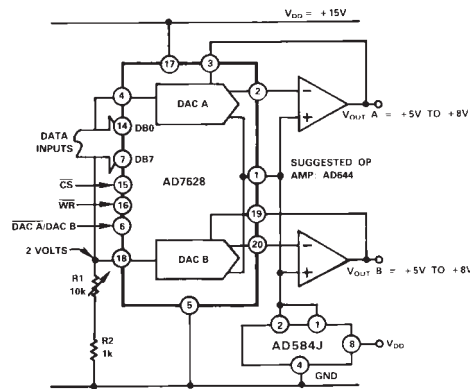 V_DD = +15V
17
3
4
DAC A
2
V_OUT A = +5V TO +8V
14
DB0
DATA
INPUTS
7
DB7
1
SUGGESTED OP
AMP: AD644
CS
15
AD7628
WR
16
19
DAC A/DAC B
6
20
2 VOLTS
18
DAC B
V_OUT B = +5V TO +8V
R1
10k
5
2
1
AD584J
8
V_DD
R2
1k
4
GND